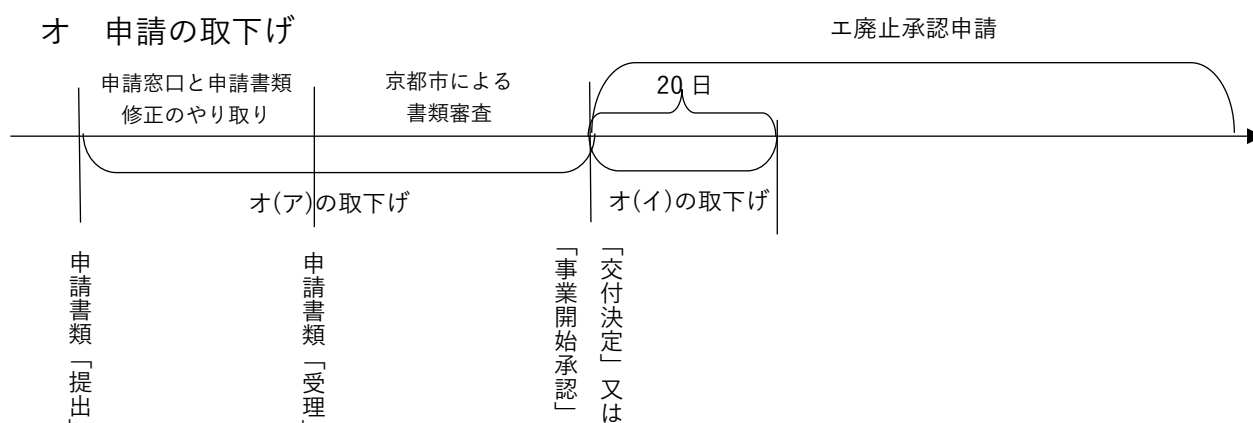 オ　申請の取下げ
エ廃止承認申請
申請窓口と申請書類
修正のやり取り
京都市による
書類審査
20 日
オ(ア)の取下げ
オ(イ)の取下げ
申請書類「提出」
申請書類「受理」
「交付決定」又は
「事業開始承認」